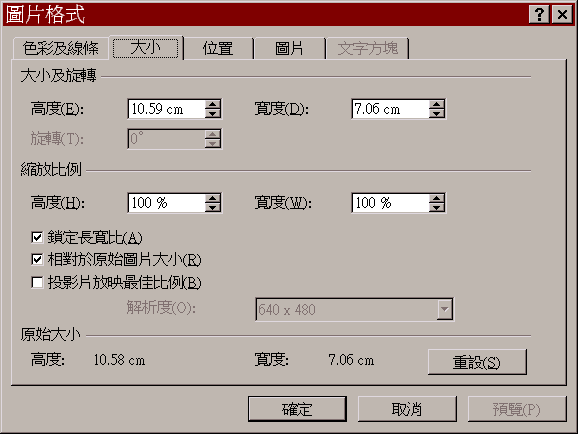 圖片格式
色彩及線條 大小 位置 圖片 文字方塊
大小及旋轉
高度(E): 10.59 cm 寬度(D): 7.06 cm
旋轉(T): 0°
縮放比例
高度(H): 100 % 寬度(W): 100 %
鎖定長寬比(A)
相對於原始圖片大小(R)
投影片放映最佳比例(B)
解析度(O): 640 x 480
原始大小
高度: 10.58 cm 寬度: 7.06 cm 重設(S)
確定 取消 預覽(P)